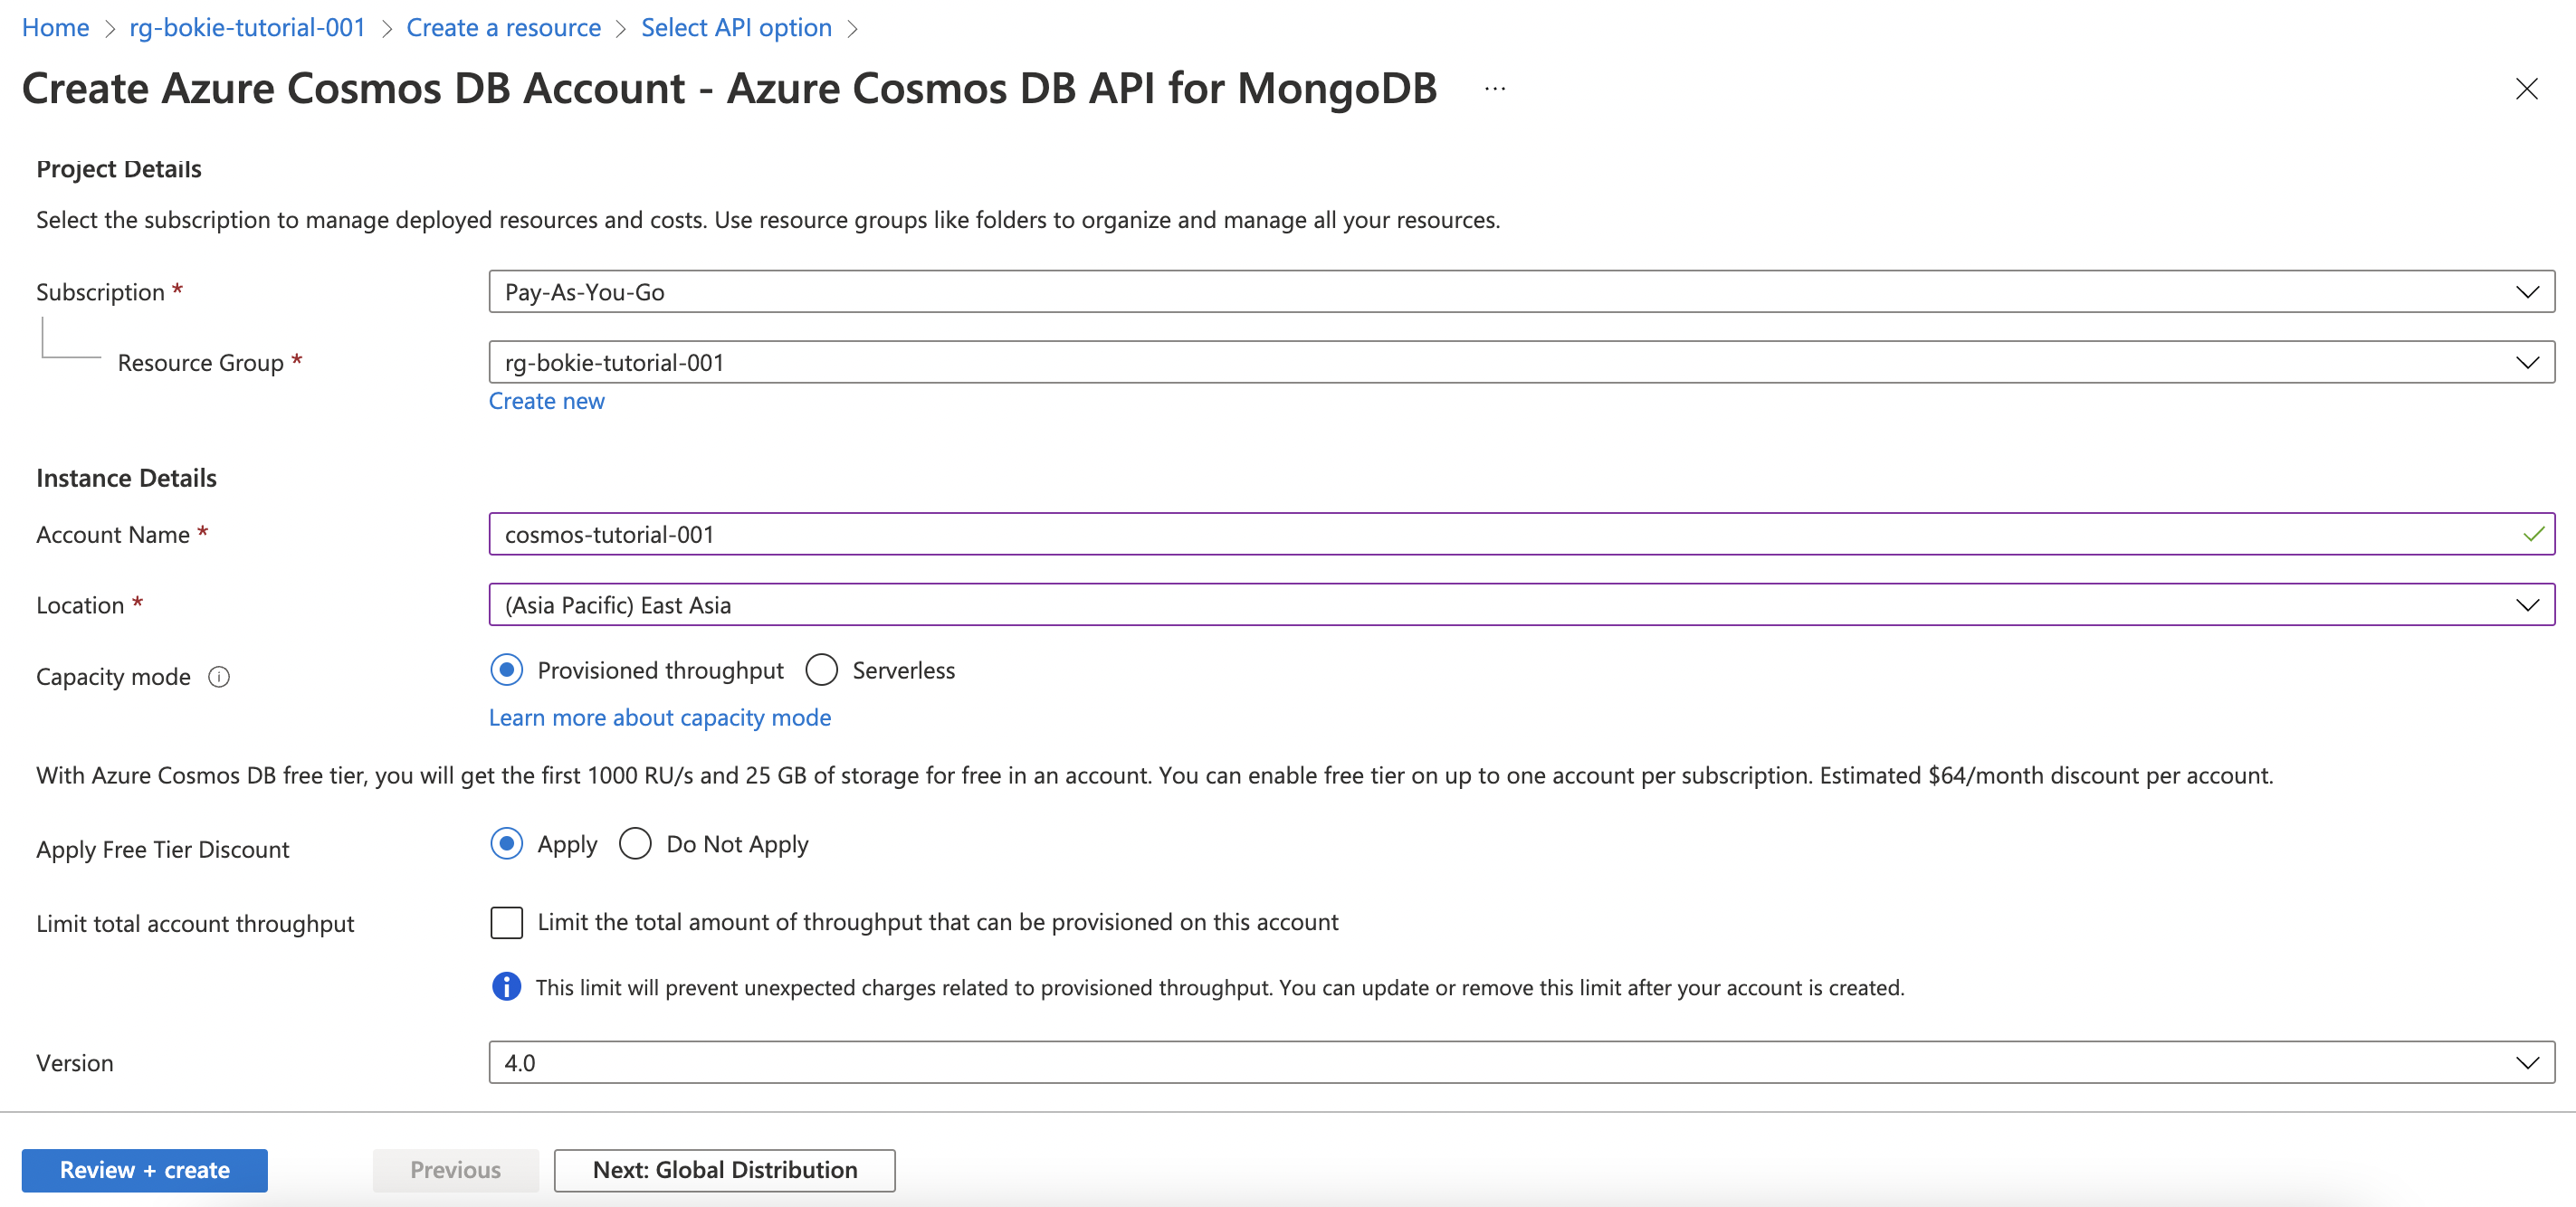 Home > rg-bokie-tutorial-001 > Create a resource > Select API option >
Create Azure Cosmos DB Account - Azure Cosmos DB API for MongoDB ...
Project Details
Select the subscription to manage deployed resources and costs. Use resource groups like folders to organize and manage all your resources.
Subscription *
Pay-As-You-Go
Resource Group *
rg-bokie-tutorial-001
Create new
Instance Details
Account Name *
cosmos-tutorial-001
Location *
(Asia Pacific) East Asia
Capacity mode
Provisioned throughput
Serverless
Learn more about capacity mode
With Azure Cosmos DB free tier, you will get the first 1000 RU/s and 25 GB of storage for free in an account. You can enable free tier on up to one account per subscription. Estimated $64/month discount per account.
Apply Free Tier Discount
Apply
Do Not Apply
Limit total account throughput
Limit the total amount of throughput that can be provisioned on this account
This limit will prevent unexpected charges related to provisioned throughput. You can update or remove this limit after your account is created.
Version
4.0
Review + create
Previous
Next: Global Distribution